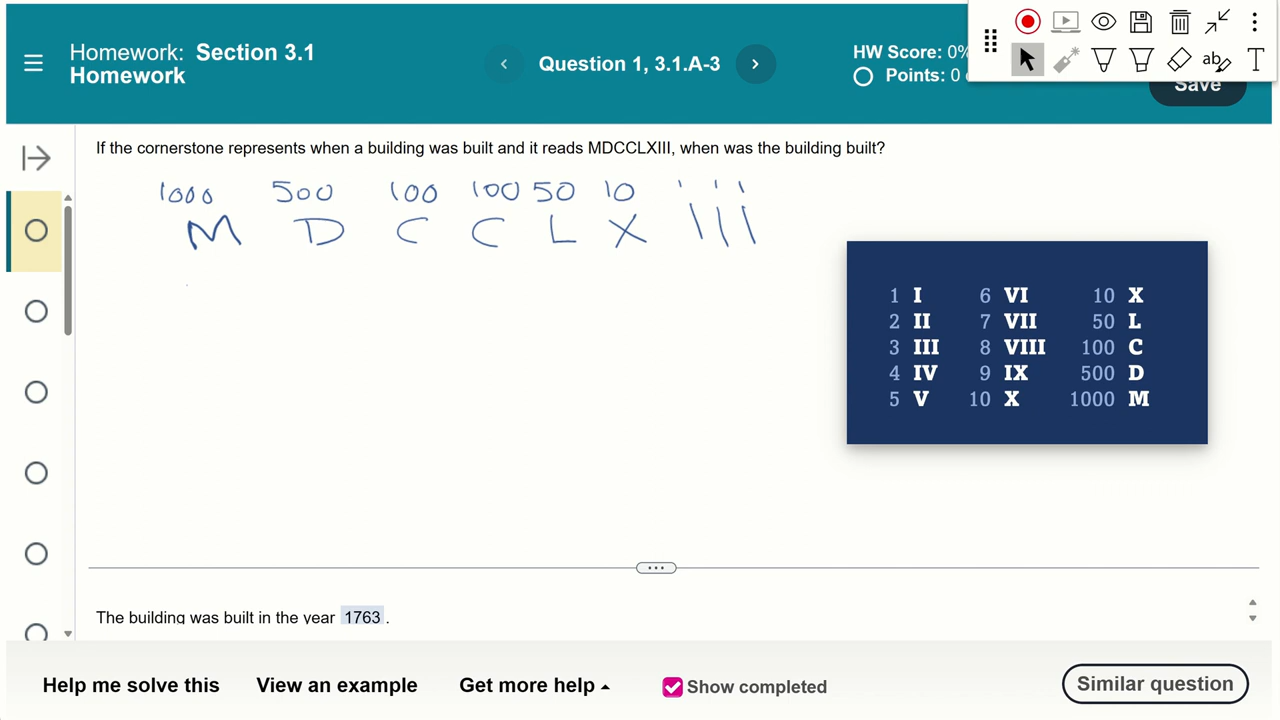 Homework: Section 3.1
Homework
Question 1, 3.1.A-3
HW Score: 0%
Points: 0
Save
If the cornerstone represents when a building was built and it reads MDCCLXIII, when was the building built?
1000 500 100 100 50 10 1 1 1
M D C C L X I I I
1 I 6 VI 10 X
2 II 7 VII 50 L
3 III 8 VIII 100 C
4 IV 9 IX 500 D
5 V 10 X 1000 M
The building was built in the year 1763.
Help me solve this View an example Get more help Show completed Similar question